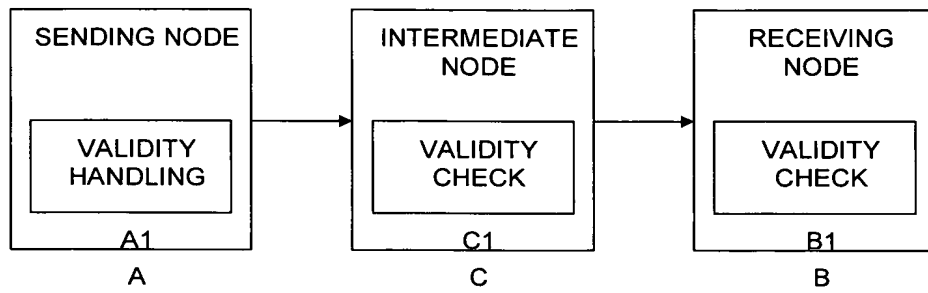 SENDING NODE
VALIDITY
HANDLING
A1
A
INTERMEDIATE
NODE
VALIDITY
CHECK
C1
C
RECEIVING
NODE
VALIDITY
CHECK
B1
B